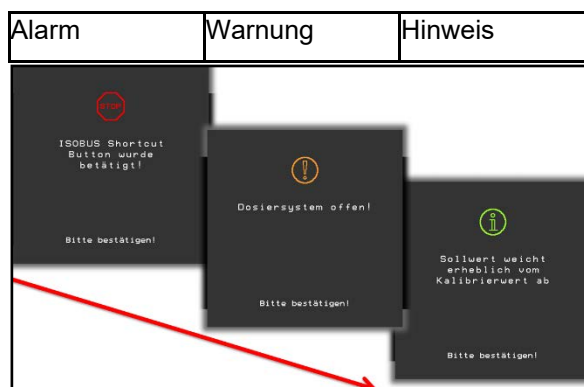 Alarm
Warnung
Hinweis
STOP
ISOBUS Shortcut
Button wurde
betätigt!
Bitte bestätigen!
Dosiersystem offen!
Bitte bestätigen!
Sollwert weicht
erheblich vom
Kalibrierwert ab
Bitte bestätigen!